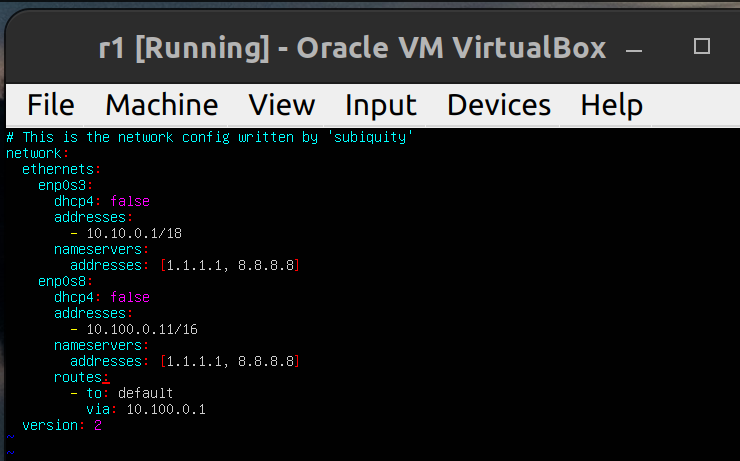 r1 [Running] - Oracle VM VirtualBox
File Machine View Input Devices Help
# This is the network config written by 'subiquity'
network:
  ethernets:
    enp0s3:
      dhcp4: false
      addresses:
        - 10.10.0.1/18
      nameservers:
        addresses: [1.1.1.1, 8.8.8.8]
    enp0s8:
      dhcp4: false
      addresses:
        - 10.100.0.11/16
      nameservers:
        addresses: [1.1.1.1, 8.8.8.8]
      routes:
        - to: default
          via: 10.100.0.1
  version: 2
~
~